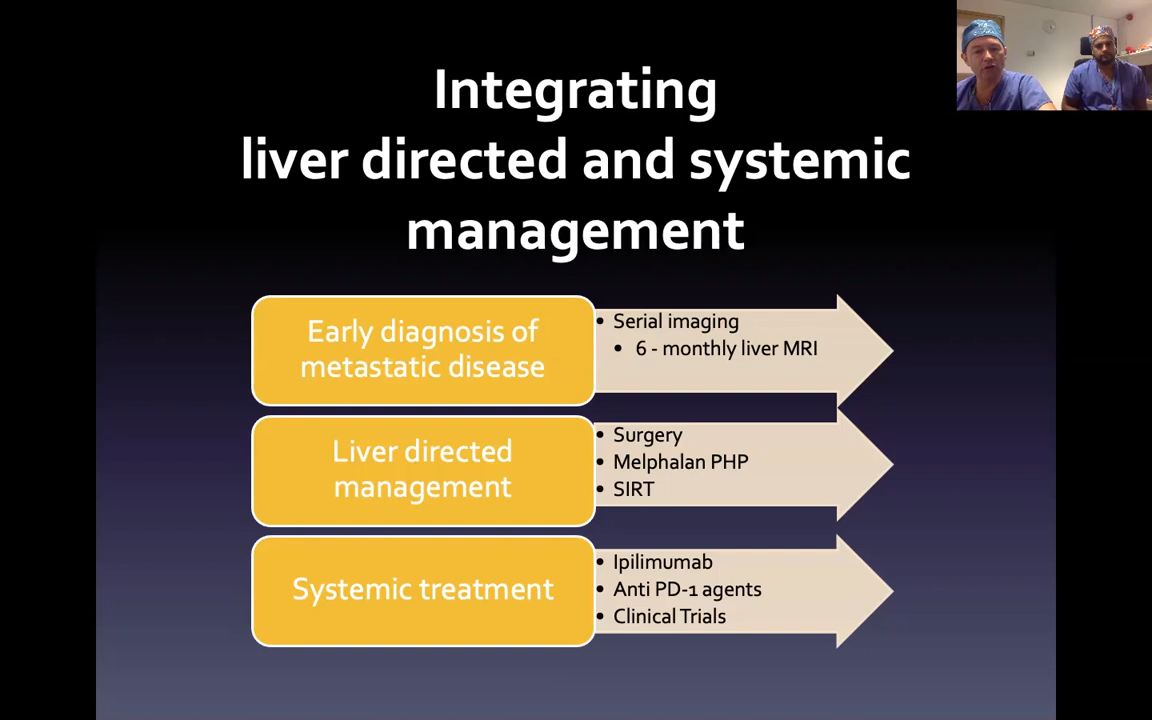 Integrating
liver directed and systemic
management
Early diagnosis of
metastatic disease
• Serial imaging
• 6 - monthly liver MRI
Liver directed
management
• Surgery
• Melphalan PHP
• SIRT
Systemic treatment
• Ipilimumab
• Anti PD-1 agents
• Clinical Trials